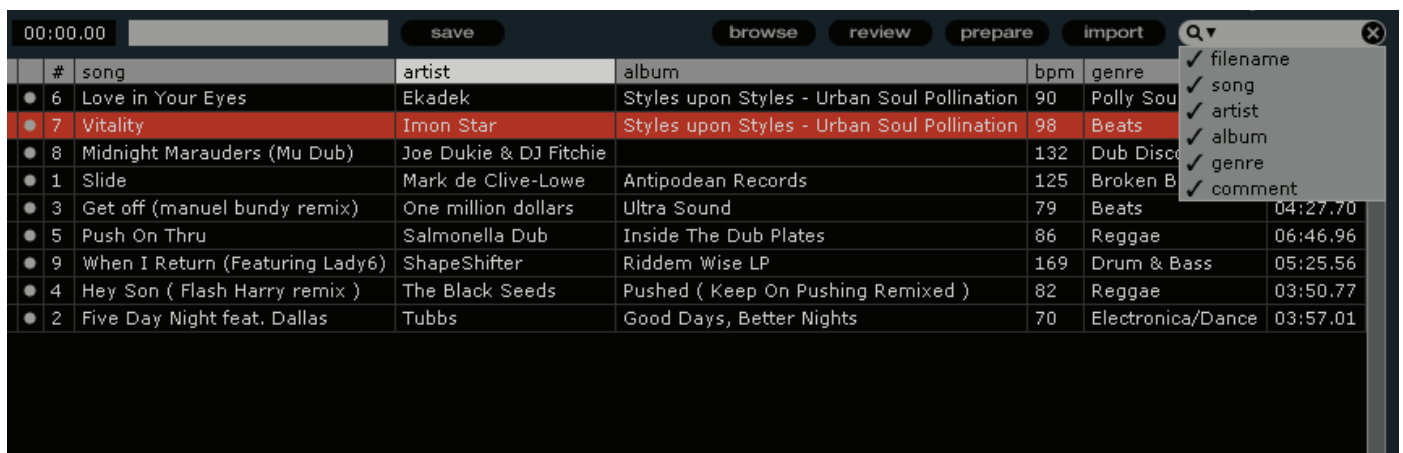 00:00.00 save browse review prepare import
# song artist album bpm genre
6 Love in Your Eyes Ekadek Styles upon Styles - Urban Soul Pollination 90 Polly Sou
7 Vitality Imon Star Styles upon Styles - Urban Soul Pollination 98 Beats
8 Midnight Marauders (Mu Dub) Joe Dukie & DJ Fitchie 132 Dub Disc
1 Slide Mark de Clive-Lowe Antipodean Records 125 Broken B
3 Get off (manuel bundy remix) One million dollars Ultra Sound 79 Beats 04:27.70
5 Push On Thru Salmonella Dub Inside The Dub Plates 86 Reggae 06:46.96
9 When I Return (Featuring Lady6) ShapeShifter Riddem Wise LP 169 Drum & Bass 05:25.56
4 Hey Son ( Flash Harry remix ) The Black Seeds Pushed ( Keep On Pushing Remixed ) 82 Reggae 03:50.77
2 Five Day Night feat. Dallas Tubbs Good Days, Better Nights 70 Electronica/Dance 03:57.01
✓ filename
✓ song
✓ artist
✓ album
✓ genre
✓ comment